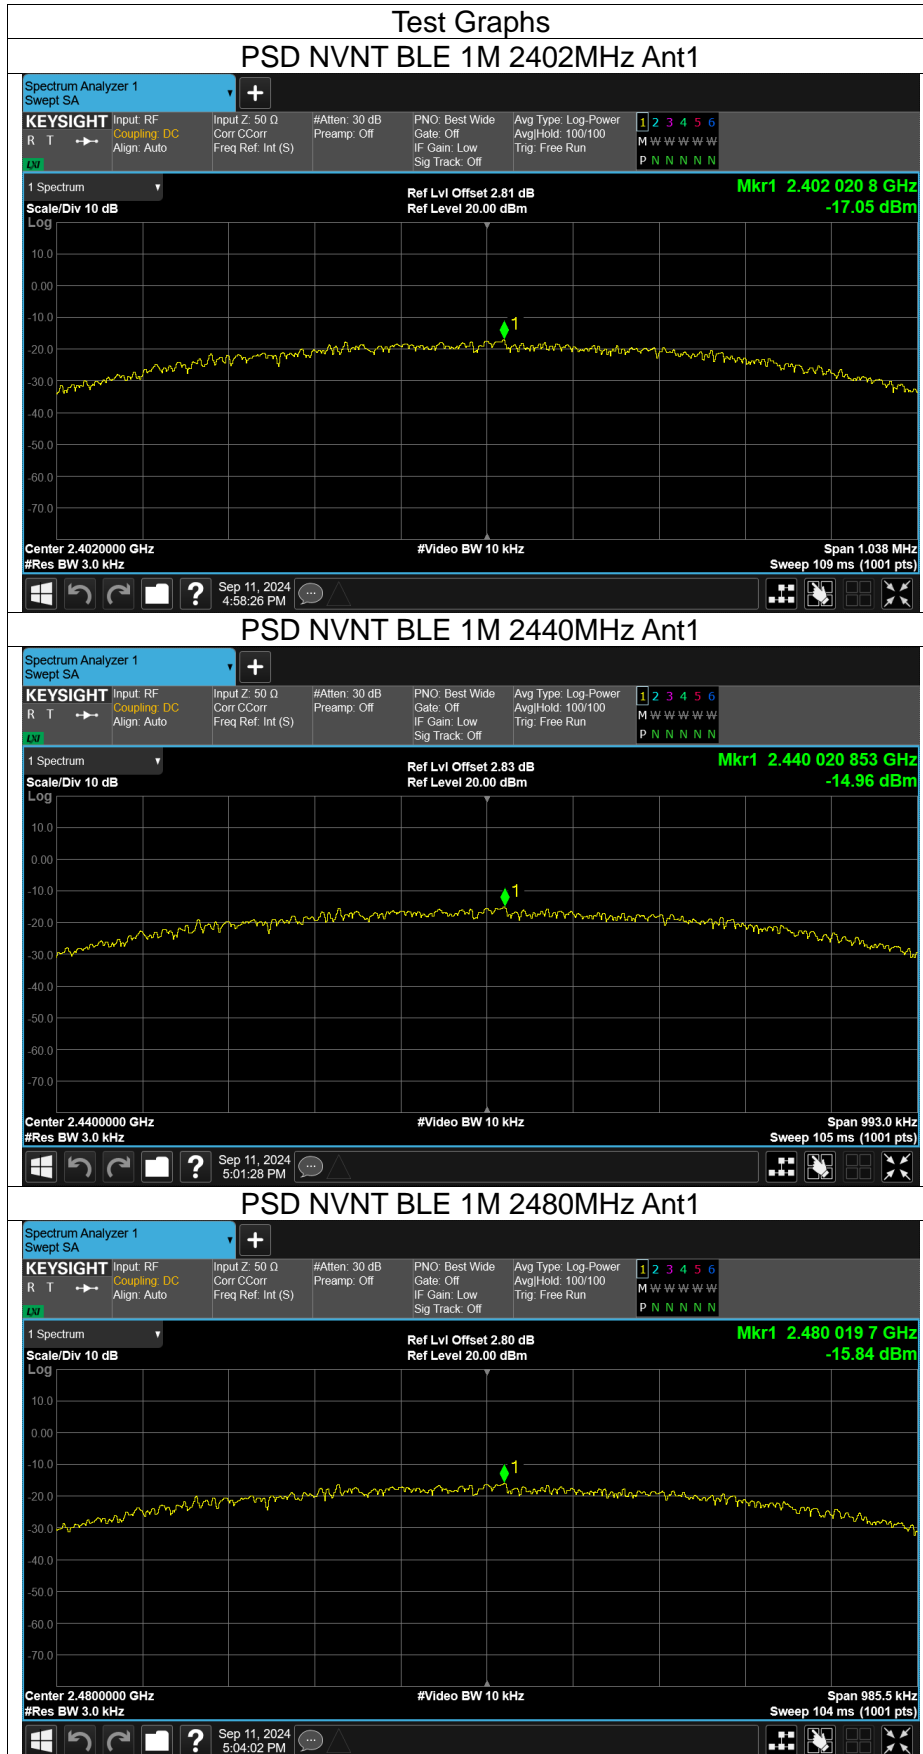 Test Graphs
PSD NVNT BLE 1M 2402MHz Ant1
Spectrum Analyzer 1
Swept SA
KEYSIGHT Input: RF Input Z: 50 Ω #Atten: 30 dB PNO: Best Wide Avg Type: Log-Power 1 2 3 4 5 6
R T Coupling: DC Corr CCorr Preamp: Off Gate: Off Avg|Hold: 100/100 M W W W W W
Align: Auto Freq Ref: Int (S) IF Gain: Low Trig: Free Run
LXI Sig Track: Off P N N N N N
1 Spectrum Ref Lvl Offset 2.81 dB Mkr1 2.402 020 8 GHz
Scale/Div 10 dB Ref Level 20.00 dBm -17.05 dBm
Log
10.0
0.00
1
-10.0
-20.0
-30.0
-40.0
-50.0
-60.0
-70.0
Center 2.4020000 GHz #Video BW 10 kHz Span 1.038 MHz
#Res BW 3.0 kHz Sweep 109 ms (1001 pts)
? Sep 11, 2024
4:58:26 PM
PSD NVNT BLE 1M 2440MHz Ant1
Spectrum Analyzer 1
Swept SA
KEYSIGHT Input: RF Input Z: 50 Ω #Atten: 30 dB PNO: Best Wide Avg Type: Log-Power 1 2 3 4 5 6
R T Coupling: DC Corr CCorr Preamp: Off Gate: Off Avg|Hold: 100/100 M W W W W W
Align: Auto Freq Ref: Int (S) IF Gain: Low Trig: Free Run
LXI Sig Track: Off P N N N N N
1 Spectrum Ref Lvl Offset 2.83 dB Mkr1 2.440 020 853 GHz
Scale/Div 10 dB Ref Level 20.00 dBm -14.96 dBm
Log
10.0
0.00
-10.0 1
-20.0
-30.0
-40.0
-50.0
-60.0
-70.0
Center 2.4400000 GHz #Video BW 10 kHz Span 993.0 kHz
#Res BW 3.0 kHz Sweep 105 ms (1001 pts)
? Sep 11, 2024
5:01:28 PM
PSD NVNT BLE 1M 2480MHz Ant1
Spectrum Analyzer 1
Swept SA
KEYSIGHT Input: RF Input Z: 50 Ω #Atten: 30 dB PNO: Best Wide Avg Type: Log-Power 1 2 3 4 5 6
R T Coupling: DC Corr CCorr Preamp: Off Gate: Off Avg|Hold: 100/100 M W W W W W
Align: Auto Freq Ref: Int (S) IF Gain: Low Trig: Free Run
LXI Sig Track: Off P N N N N N
1 Spectrum Ref Lvl Offset 2.80 dB Mkr1 2.480 019 7 GHz
Scale/Div 10 dB Ref Level 20.00 dBm -15.84 dBm
Log
10.0
0.00
-10.0 1
-20.0
-30.0
-40.0
-50.0
-60.0
-70.0
Center 2.4800000 GHz #Video BW 10 kHz Span 985.5 kHz
#Res BW 3.0 kHz Sweep 104 ms (1001 pts)
? Sep 11, 2024
5:04:02 PM